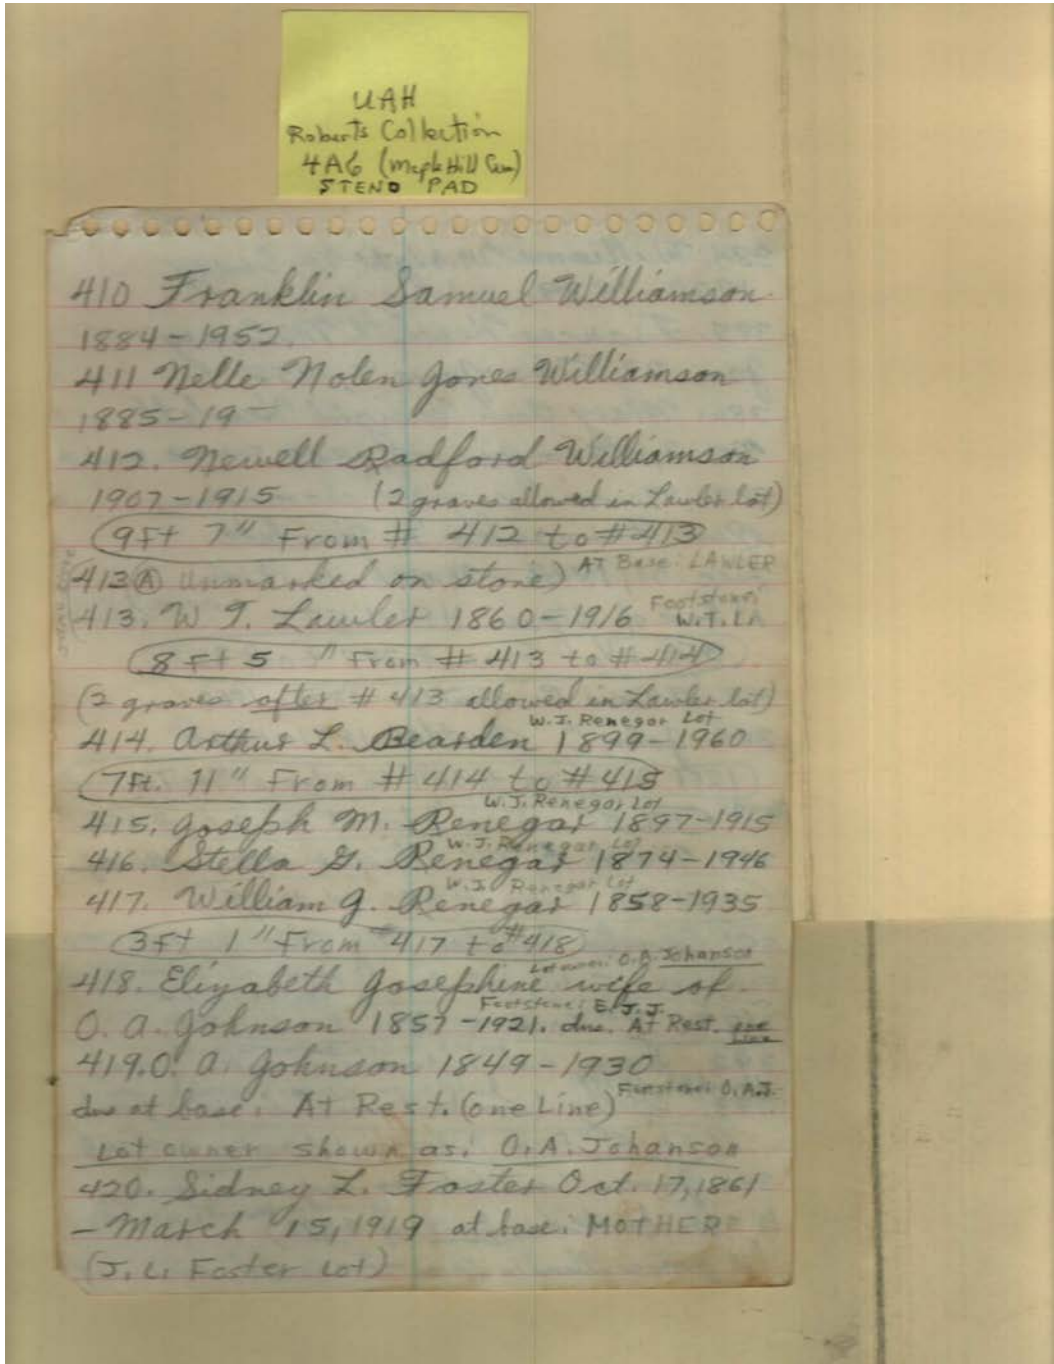 UAH
Roberts Collection
4A6 (Maple Hill Cem)
STENO PAD
410 Franklin Samuel Williamson
1884-1952.
411 Nelle Nolen Jones Williamson
1885-19-
412. Newell Radford Williamson
1907-1915 (2 graves allowed in Lawler lot)
9Ft 7" From # 412 to #413
413 Ⓐ Unmarked on stone) AT Base: LAWLER
413. W T. Lawler 1860-1916 Footstone: W.T.L.
8 Ft 5 " From # 413 to # 414
(2 graves after # 413 allowed in Lawler lot)
W.J. Renegar Lot
414. Arthur L. Bearden 1899-1960
7Ft. 11" From # 414 to # 415
W.J. Renegar Lot
415. Joseph M. Renegar 1897-1915
W.J. Renegar Lot
416. Stella G. Renegar 1874-1946
W.J. Renegar Lot
417. William J. Renegar 1858-1935
3Ft 1" From #417 to #418
Lot owner: O.A. Johanson
418. Elizabeth Josephine wife of
Footstone: E.J.J.
O. A. Johnson 1857-1921. At Rest. one Line
419. O. A. Johnson 1849-1930
Footstone: O.A.J.
at base: At Rest. (one Line)
Lot owner shown as: O.A. Johanson
420. Sidney L. Foster Oct. 17, 1861
- March 15, 1919 at base: MOTHER
(J. L. Foster Lot)